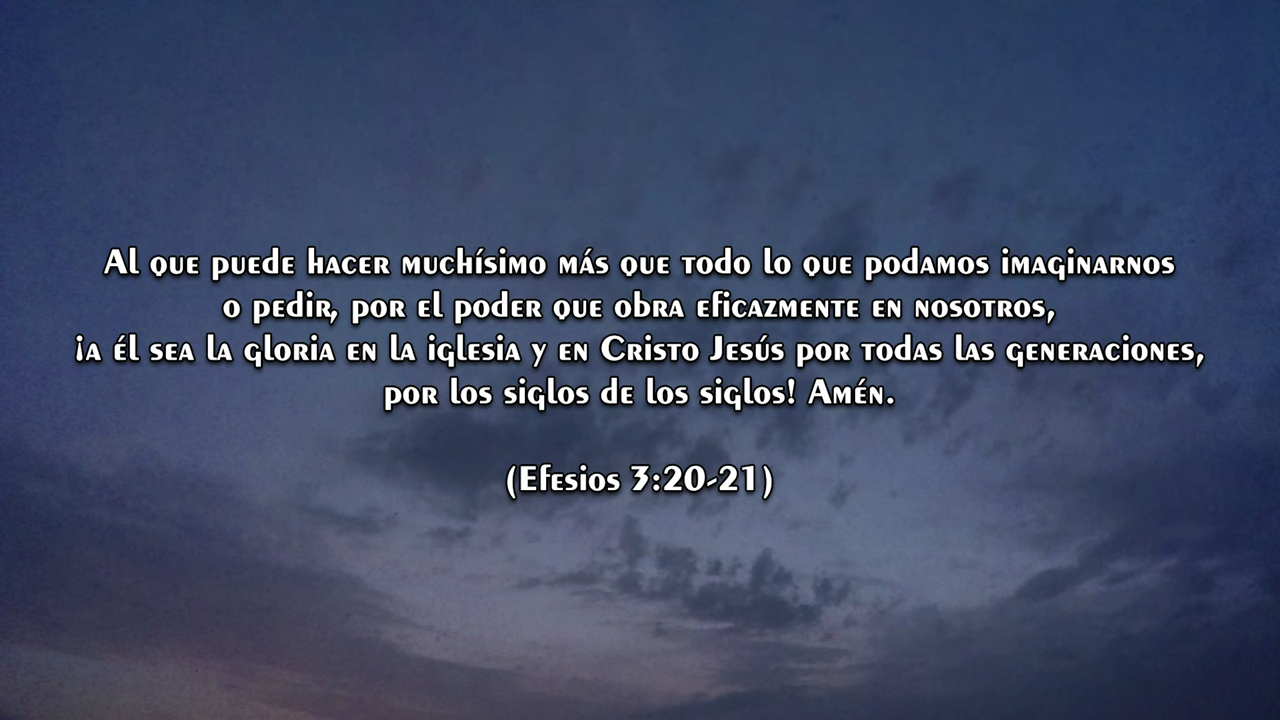 Al que puede hacer muchísimo más que todo lo que podamos imaginarnos
o pedir, por el poder que obra eficazmente en nosotros,
¡a él sea la gloria en la iglesia y en Cristo Jesús por todas las generaciones,
por los siglos de los siglos! Amén.
(Efesios 3:20-21)